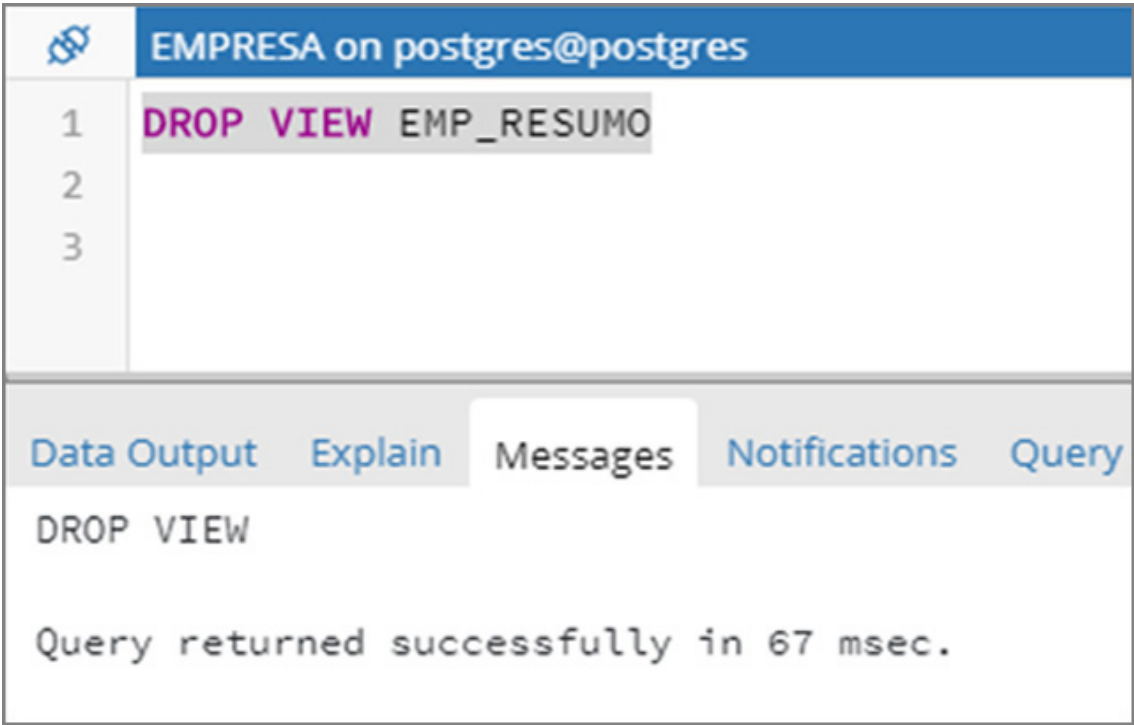 EMPRESA on postgres@postgres
1 DROP VIEW EMP_RESUMO
2
3
Data Output Explain Messages Notifications Query
DROP VIEW
Query returned successfully in 67 msec.